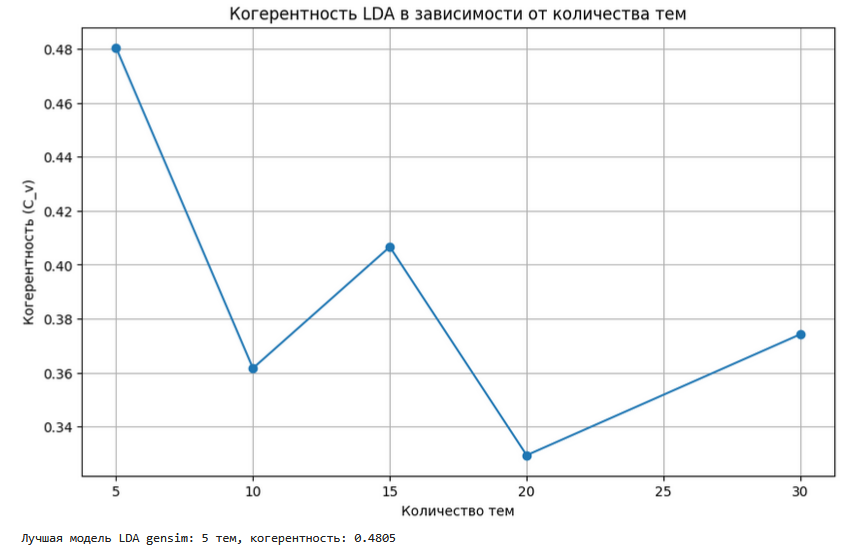 Когерентность LDA в зависимости от количества тем
Когерентность (C_v)
0.48
0.46
0.44
0.42
0.40
0.38
0.36
0.34
5 10 15 20 25 30
Количество тем
Лучшая модель LDA gensim: 5 тем, когерентность: 0.4805